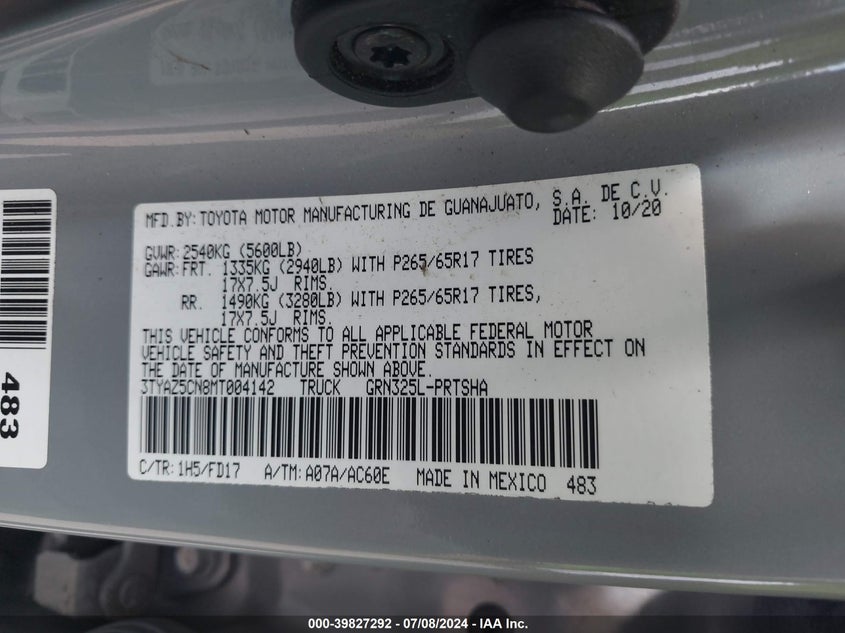 MFD.BY:TOYOTA MOTOR MANUFACTURING DE GUANAJUATO, S.A. DE C.V.
DATE: 10/20
GVWR:2540KG (5600LB)
GAWR:FRT. 1335KG (2940LB) WITH P265/65R17 TIRES
17X7.5J RIMS,
RR. 1490KG (3280LB) WITH P265/65R17 TIRES,
17X7.5J RIMS
THIS VEHICLE CONFORMS TO ALL APPLICABLE FEDERAL MOTOR
VEHICLE SAFETY AND THEFT PREVENTION STANDARDS IN EFFECT ON
THE DATE OF MANUFACTURE SHOWN ABOVE.
3TYAZ5CN8MT004142 TRUCK GRN325L-PRTSHA
C/TR:1H5/FD17 A/TM:A07A/AC60E MADE IN MEXICO 483
483
000-39827292 - 07/08/2024 - IAA Inc.